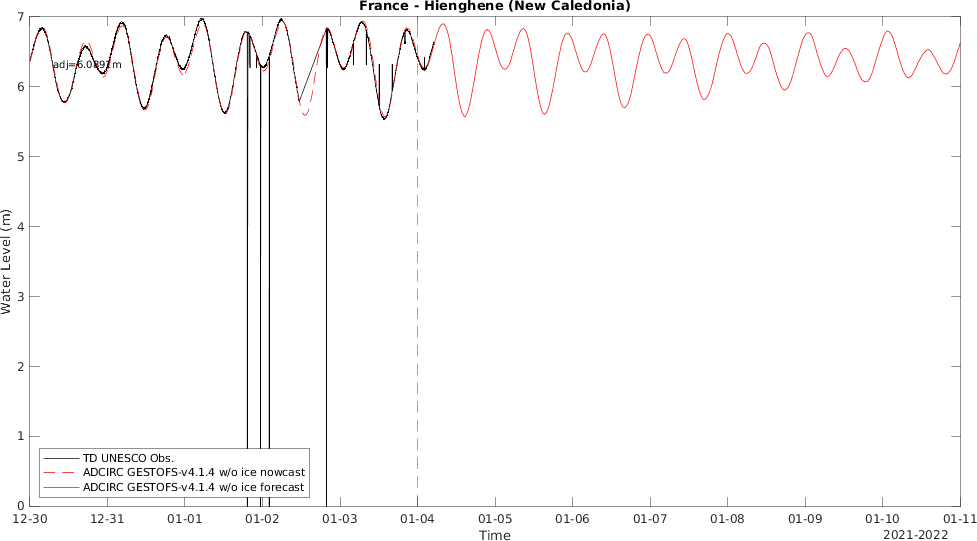 France - Hienghene (New Caledonia)
7
6
5
4
3
2
1
0
Water Level (m)
TD UNESCO Obs.
ADCIRC GESTOFS-v4.1.4 w/o ice nowcast
ADCIRC GESTOFS-v4.1.4 w/o ice forecast
12-30 12-31 01-01 01-02 01-03 01-04 01-05 01-06 01-07 01-08 01-09 01-10 01-11
Time
2021-2022